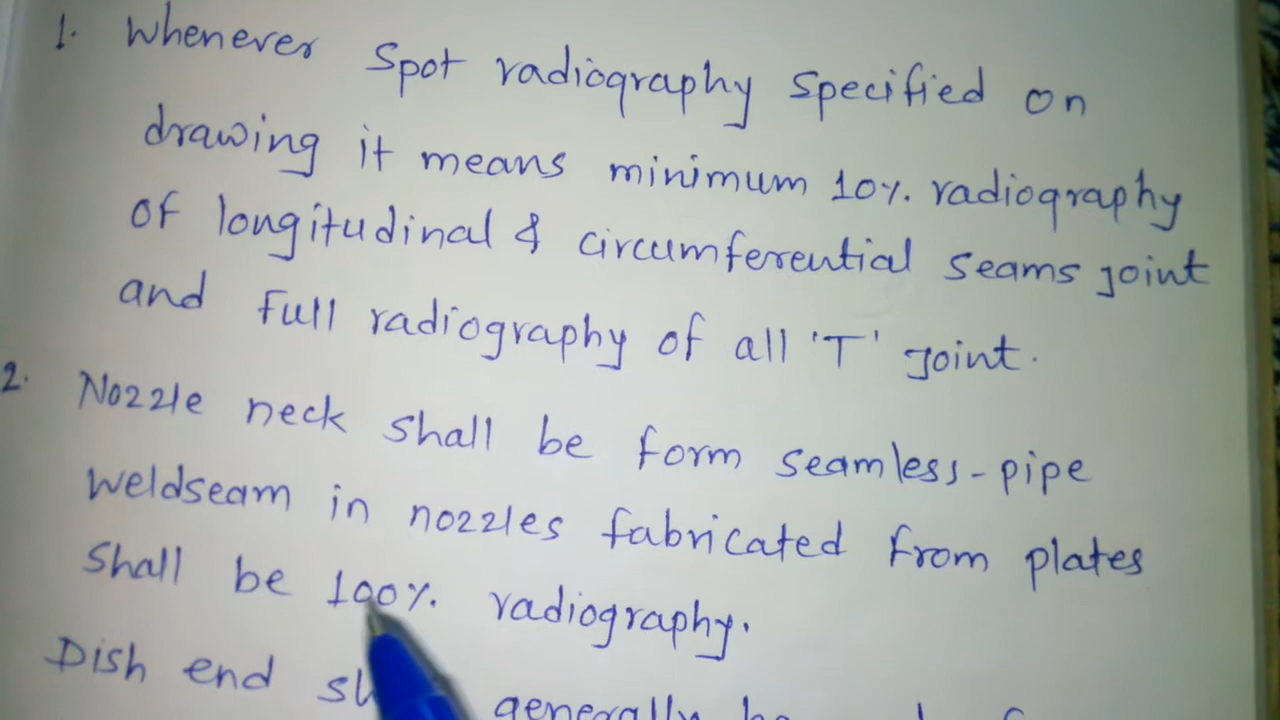 1. Whenever Spot radiography specified on
drawing it means minimum 10%. radiography
of longitudinal & circumferential seams joint
and full radiography of all 'T' Joint.
2. Nozzle neck shall be form seamless-pipe
weldseam in nozzles fabricated from plates
Shall be 100%. radiography.
Dish end generally be